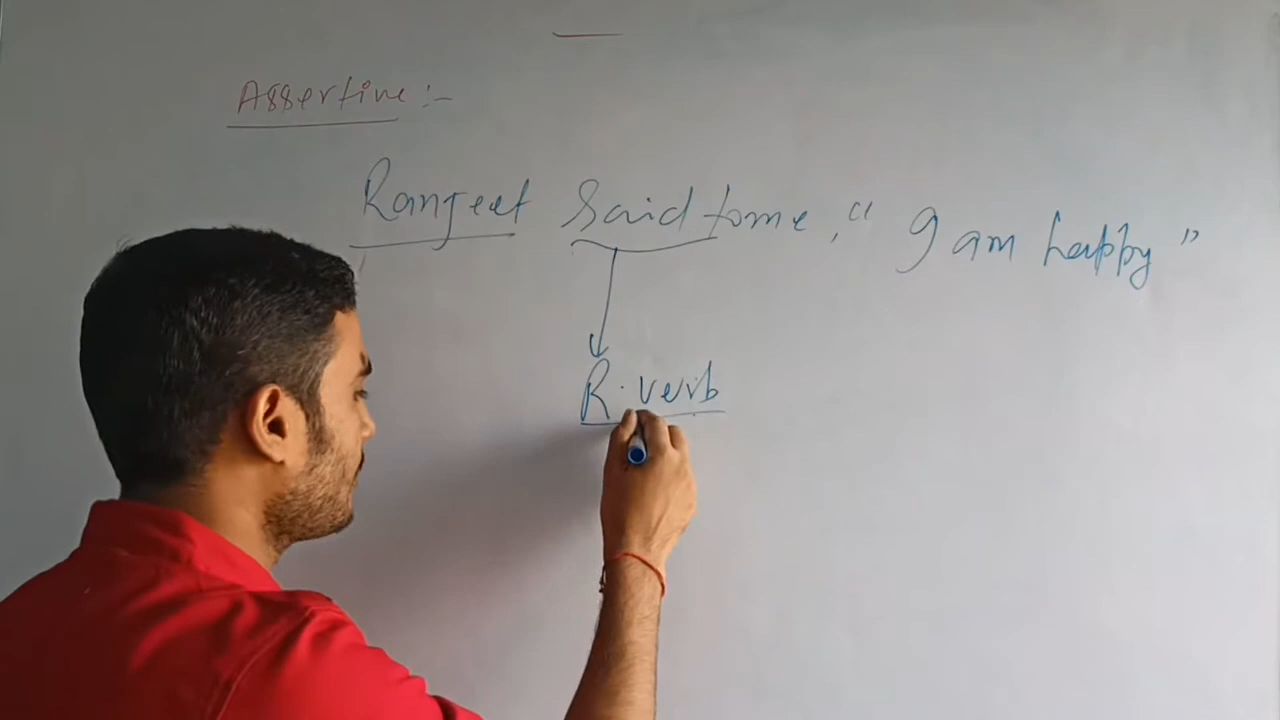 Assertive :-
Ranjeet said to me, "I am happy"
R. verb